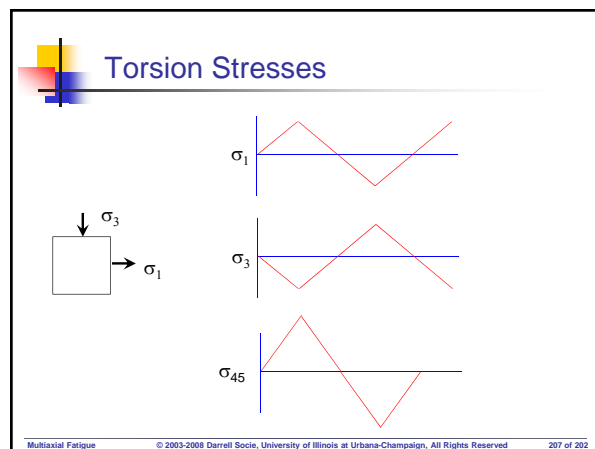 Torsion Stresses
σ1
σ3
σ1
σ3
σ45
Multiaxial Fatigue © 2003-2008 Darrell Socie, University of Illinois at Urbana-Champaign, All Rights Reserved 207 of 202